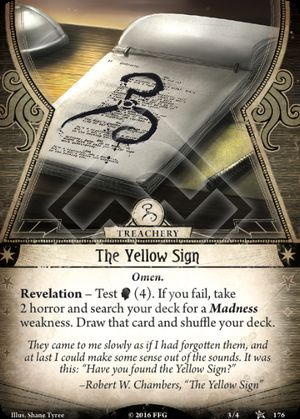 TREACHERY
The Yellow Sign
Omen.
Revelation – Test (4). If you fail, take
2 horror and search your deck for a Madness
weakness. Draw that card and shuffle your deck.
They came to me slowly as if I had forgotten them, and
at last I could make some sense out of the sounds. It was
this: “Have you found the Yellow Sign?”
–Robert W. Chambers, “The Yellow Sign”
Illus. Shane Tyree
© 2016 FFG
3/4
176